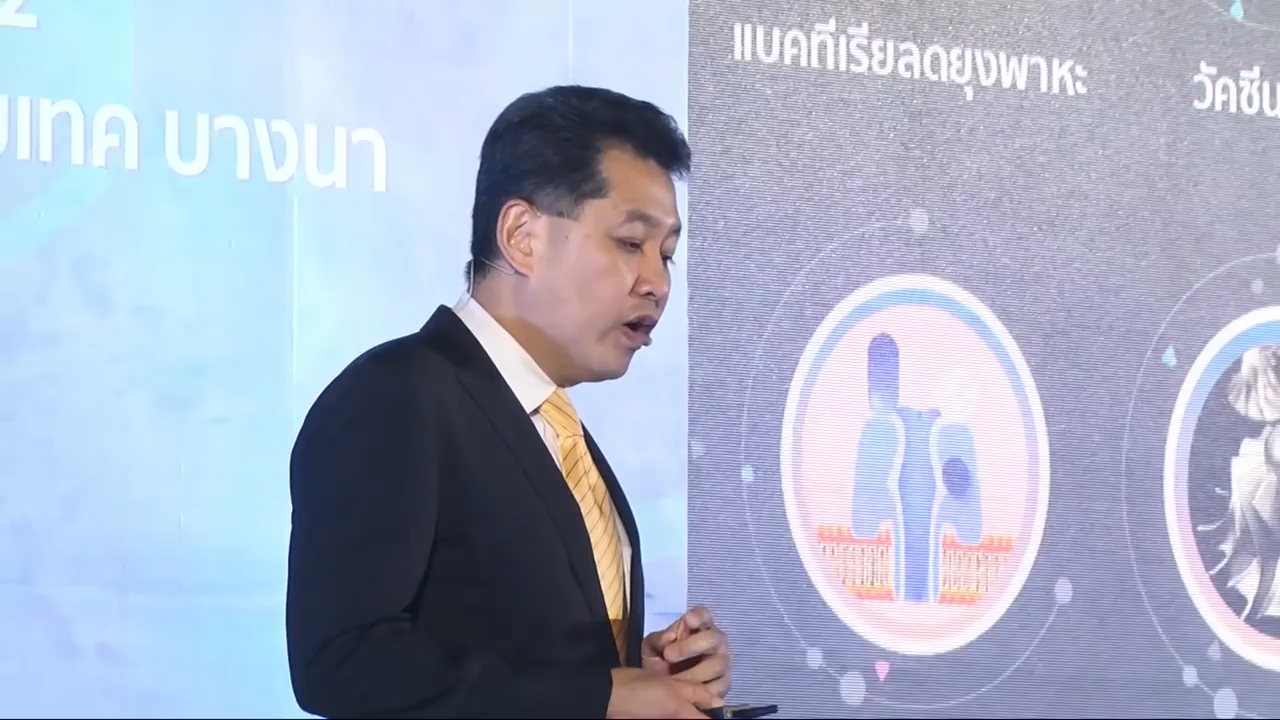 2
เทค บางนา
แบคทีเรียลดยุงพาหะ
วัคซีน